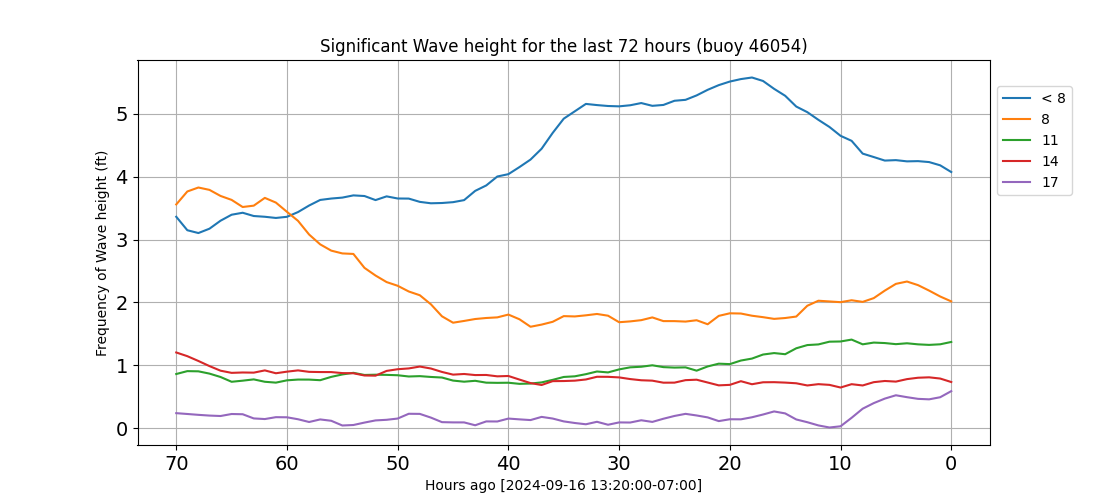 Significant Wave height for the last 72 hours (buoy 46054)
Frequency of Wave height (ft)
5
4
3
2
1
0
70 60 50 40 30 20 10 0
Hours ago [2024-09-16 13:20:00-07:00]
< 8
8
11
14
17